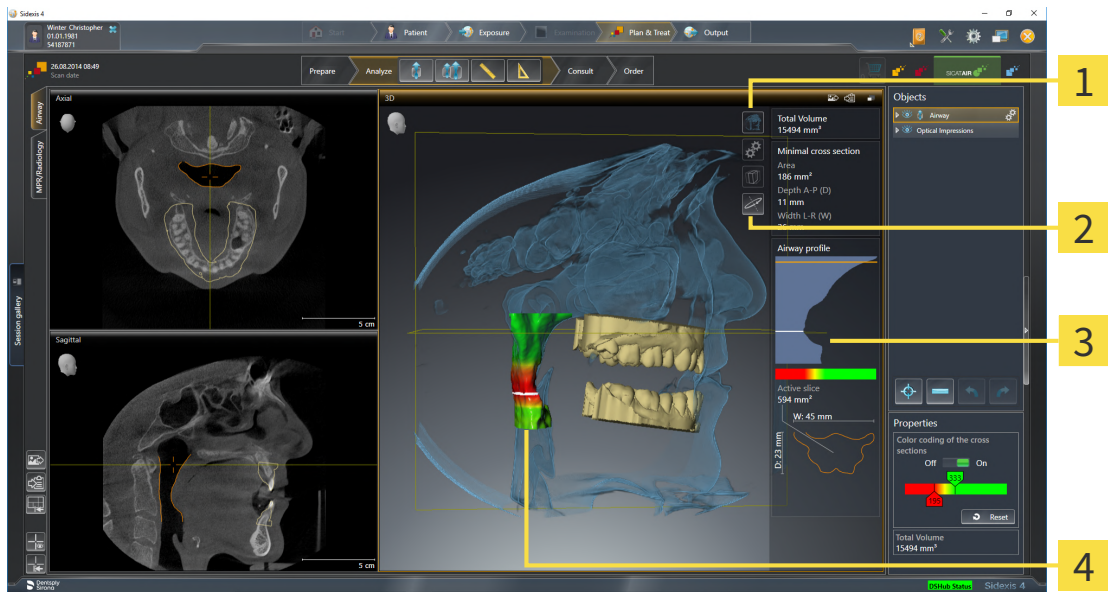 Sidexis 4
Winter Christopher
01.01.1981
54187871
Start
Patient
Exposure
Examination
Plan & Treat
Output
26.08.2014 08:49
Scan date
Prepare
Analyze
Consult
Order
SICAT AIR
1
Airway
MPR/Radiology
Session gallery
Axial
5 cm
Sagittal
5 cm
3D
Total Volume
15494 mm³
Minimal cross section
Area
186 mm²
Depth A-P (D)
11 mm
Width L-R (W)
2
Airway profile
3
Active slice
594 mm²
W: 45 mm
D: 23 mm
4
Objects
Airway
Optical Impressions
Properties
Color coding of the cross
sections
Off
On
333
Reset
Total Volume
15494 mm³
Dentsply
Sirona
DSHub Status
Sidexis 4